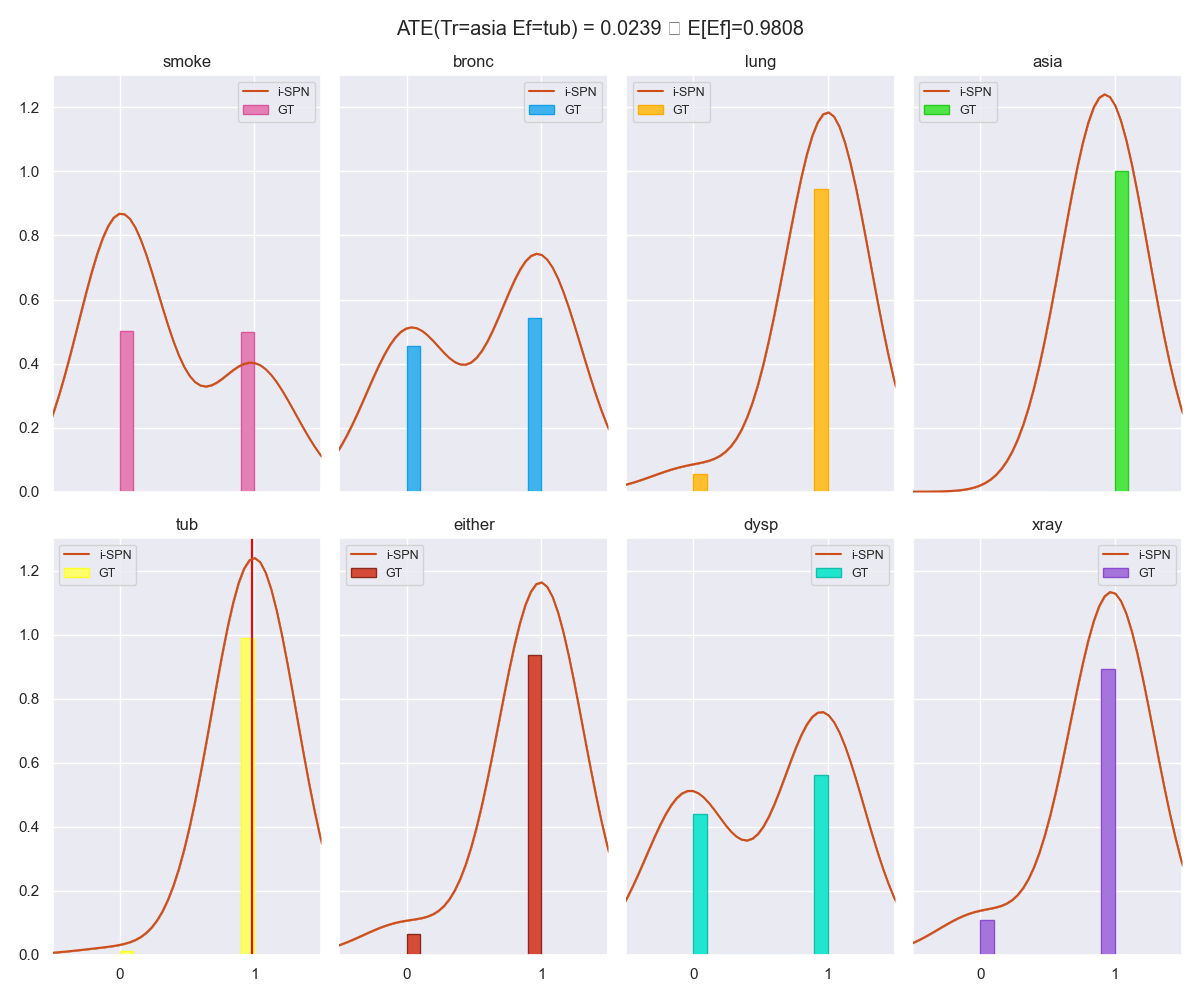 ATE(Tr=asia Ef=tub) = 0.0239 □ E[Ef]=0.9808
smoke
bronc
lung
asia
i-SPN
GT
i-SPN
GT
i-SPN
GT
i-SPN
GT
1.2
1.0
0.8
0.6
0.4
0.2
0.0
tub
either
dysp
xray
i-SPN
GT
i-SPN
GT
i-SPN
GT
i-SPN
GT
1.2
1.0
0.8
0.6
0.4
0.2
0.0
0 1
0 1
0 1
0 1